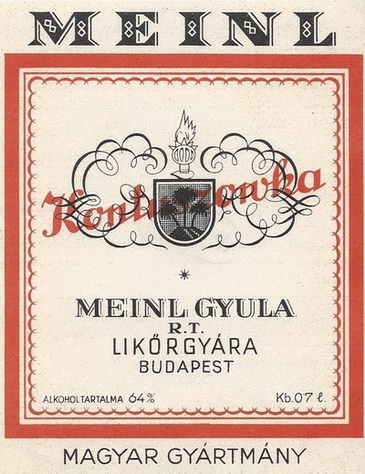 MEINL
Kontuszowka
MEINL GYULA
R.T.
LIKŐRGYÁRA
BUDAPEST
ALKOHOLTARTALMA 64%
Kb. 0'7 ℓ.
MAGYAR GYÁRTMÁNY